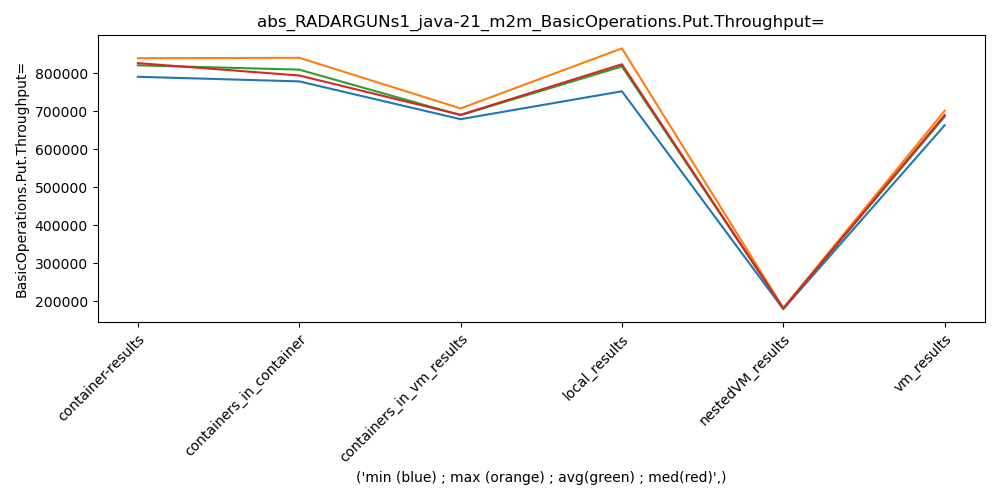 abs_RADARGUNs1_java-21_m2m_BasicOperations.Put.Throughput=
BasicOperations.Put.Throughput=
800000
700000
600000
500000
400000
300000
200000
container-results
containers_in_container
containers_in_vm_results
local_results
nestedVM_results
vm_results
('min (blue) ; max (orange) ; avg(green) ; med(red)',)